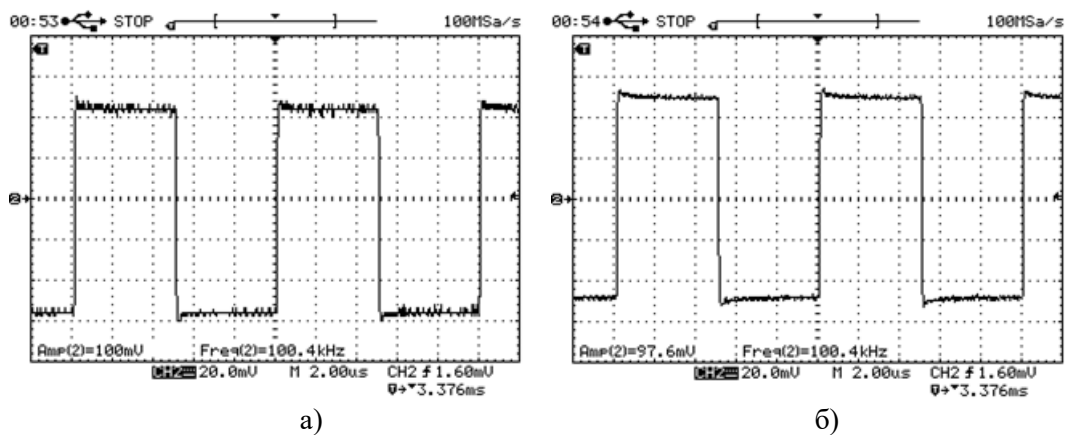 00:53 STOP 100MSa/s
T
2
Amp(2)=100mV Freq(2)=100.4kHz
CH2 20.0mV M 2.00us CH2 1.60mV
3.376ms
а)
00:54 STOP 100MSa/s
T
2
Amp(2)=97.6mV Freq(2)=100.4kHz
CH2 20.0mV M 2.00us CH2 1.60mV
3.376ms
б)